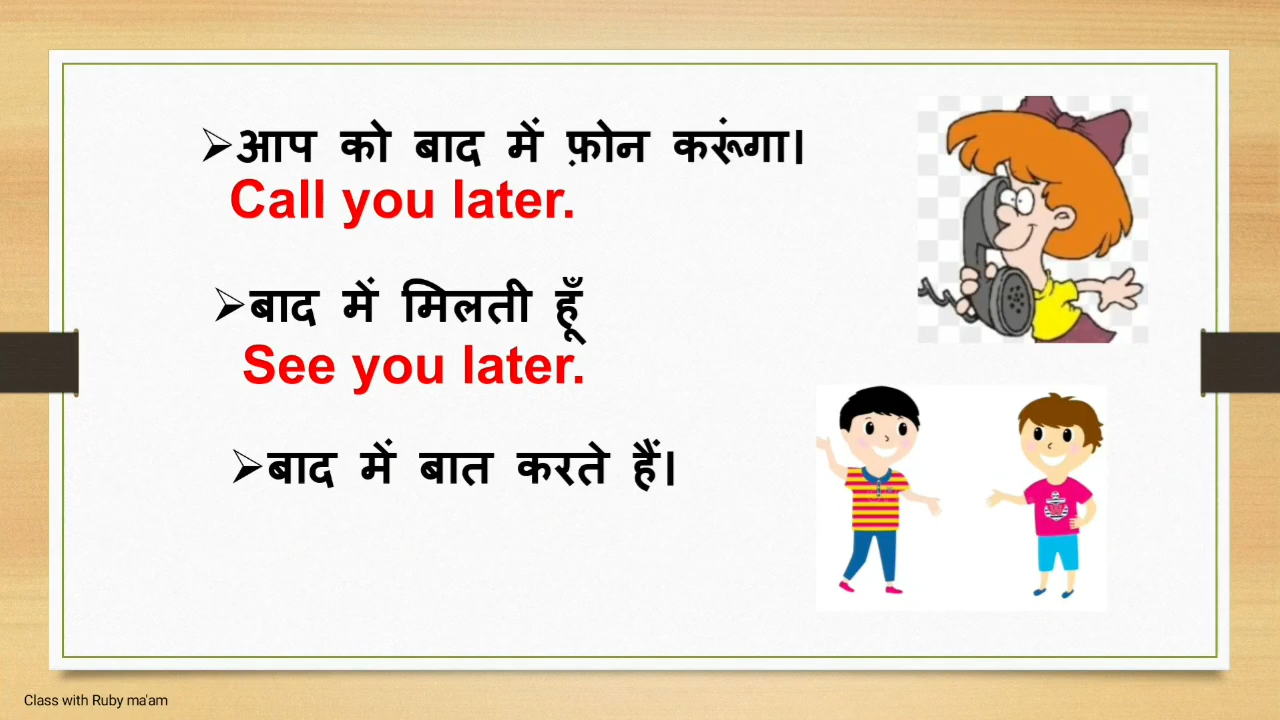 ➢आप को बाद में फ़ोन करूंगा।
Call you later.
➢बाद में मिलती हूँ
See you later.
➢बाद में बात करते हैं।
Class with Ruby ma'am